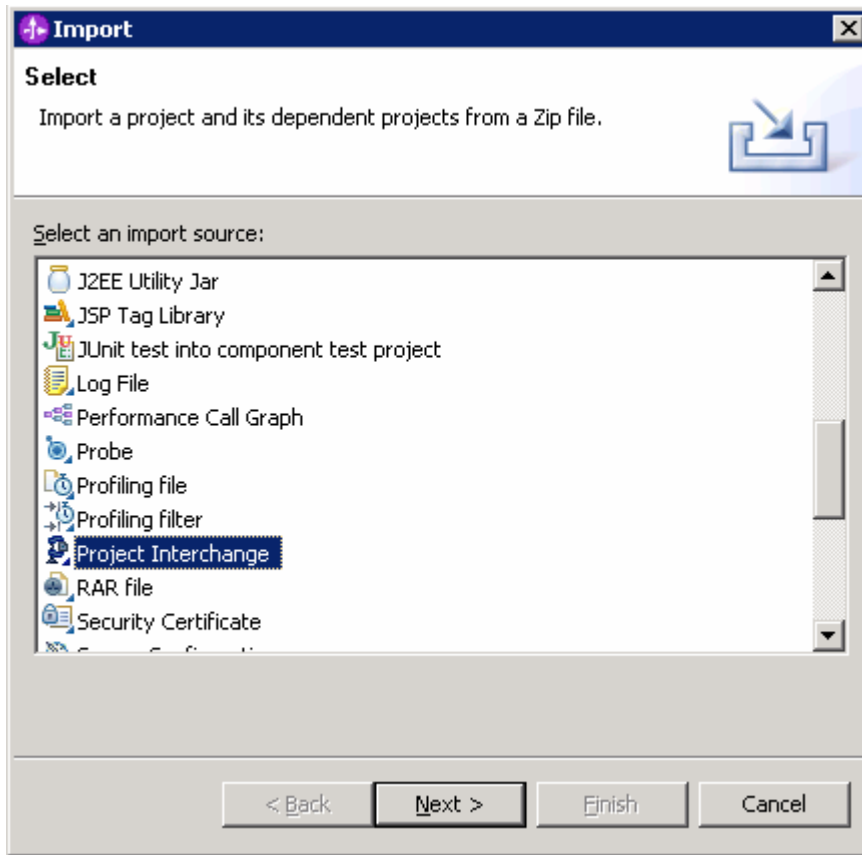 Import
Select
Import a project and its dependent projects from a Zip file.
Select an import source:
J2EE Utility Jar
JSP Tag Library
JUnit test into component test project
Log File
Performance Call Graph
Probe
Profiling file
Profiling filter
Project Interchange
RAR file
Security Certificate
< Back Next > Finish Cancel